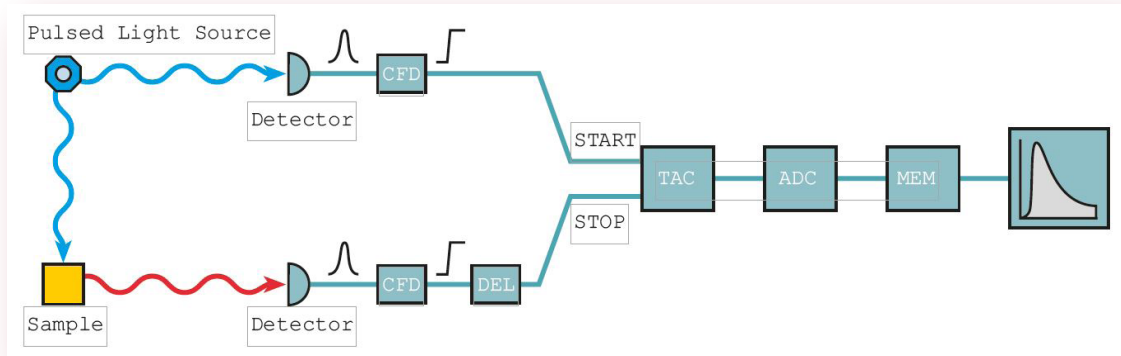 Pulsed Light Source
CFD
Detector
START
TAC
ADC
MEM
STOP
CFD
DEL
Sample
Detector